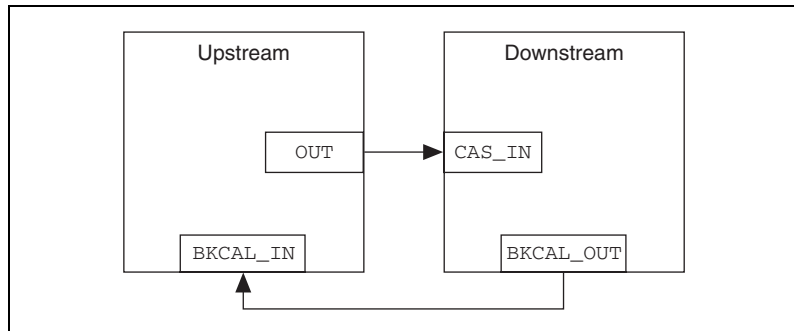 Upstream
Downstream
OUT
CAS_IN
BKCAL_IN
BKCAL_OUT